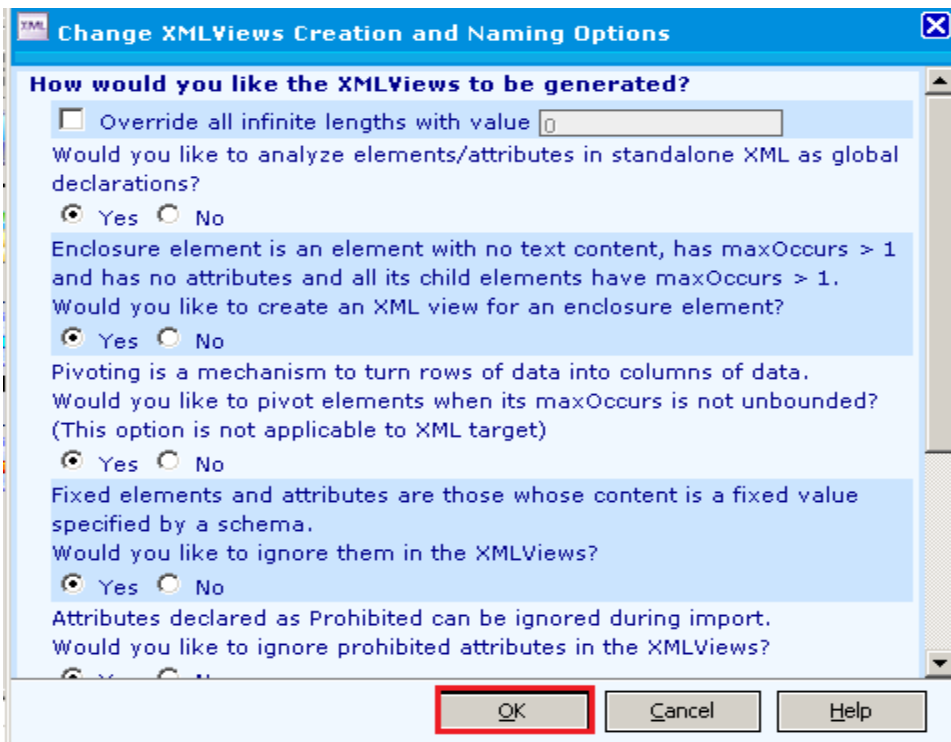 XML
Change XMLViews Creation and Naming Options
How would you like the XMLViews to be generated?
Override all infinite lengths with value 0
Would you like to analyze elements/attributes in standalone XML as global
declarations?
Yes No
Enclosure element is an element with no text content, has maxOccurs > 1
and has no attributes and all its child elements have maxOccurs > 1.
Would you like to create an XML view for an enclosure element?
Yes No
Pivoting is a mechanism to turn rows of data into columns of data.
Would you like to pivot elements when its maxOccurs is not unbounded?
(This option is not applicable to XML target)
Yes No
Fixed elements and attributes are those whose content is a fixed value
specified by a schema.
Would you like to ignore them in the XMLViews?
Yes No
Attributes declared as Prohibited can be ignored during import.
Would you like to ignore prohibited attributes in the XMLViews?
OK Cancel Help